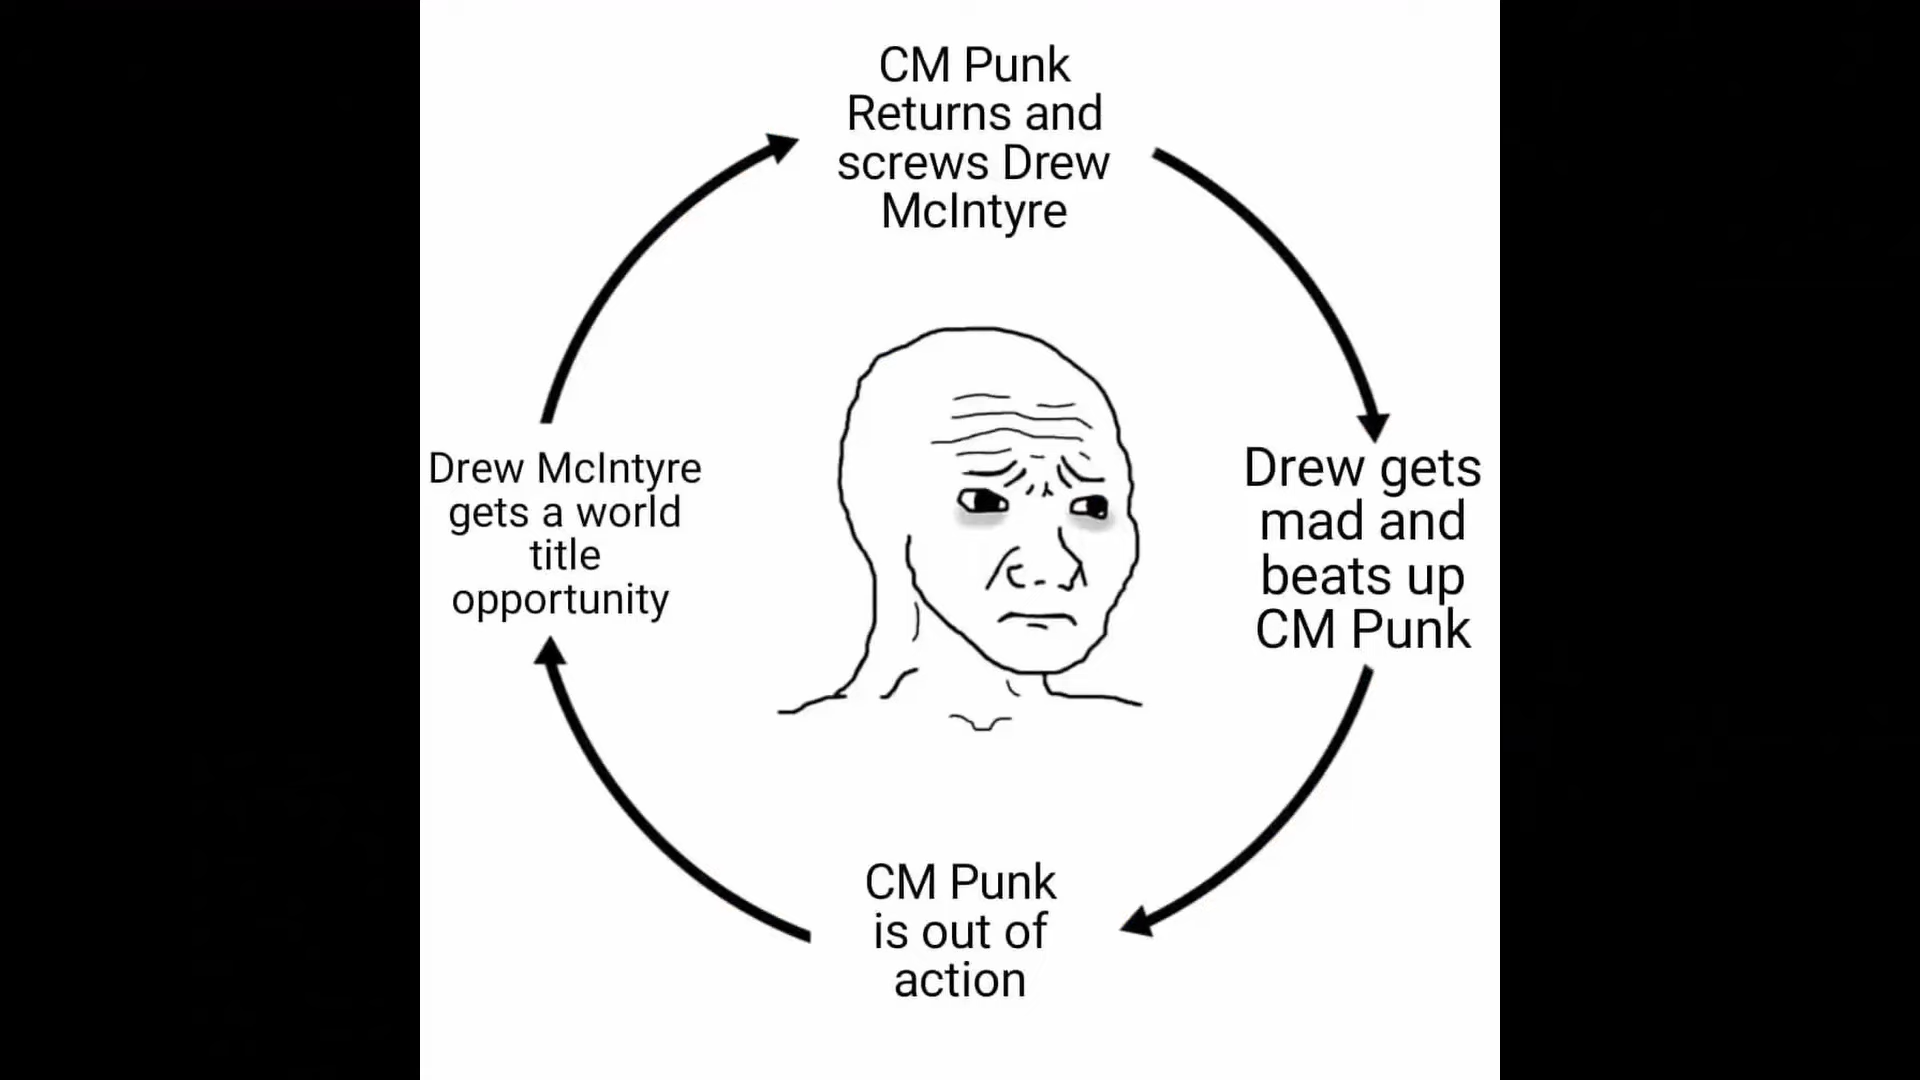 CM Punk
Returns and
screws Drew
McIntyre
Drew gets
mad and
beats up
CM Punk
CM Punk
is out of
action
Drew McIntyre
gets a world
title
opportunity